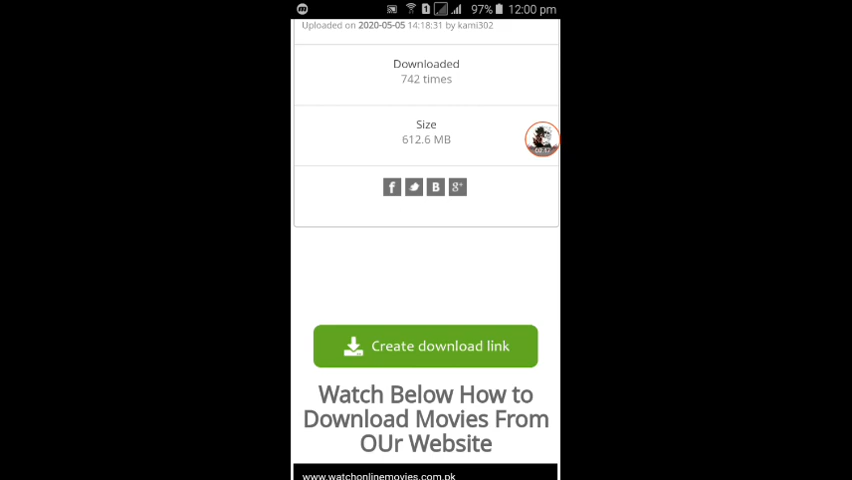 97% 12:00 pm
Uploaded on 2020-05-05 14:18:31 by kami302
Downloaded
742 times
Size
612.6 MB
Create download link
Watch Below How to
Download Movies From
OUr Website
www.watchonlinemovies.com.pk